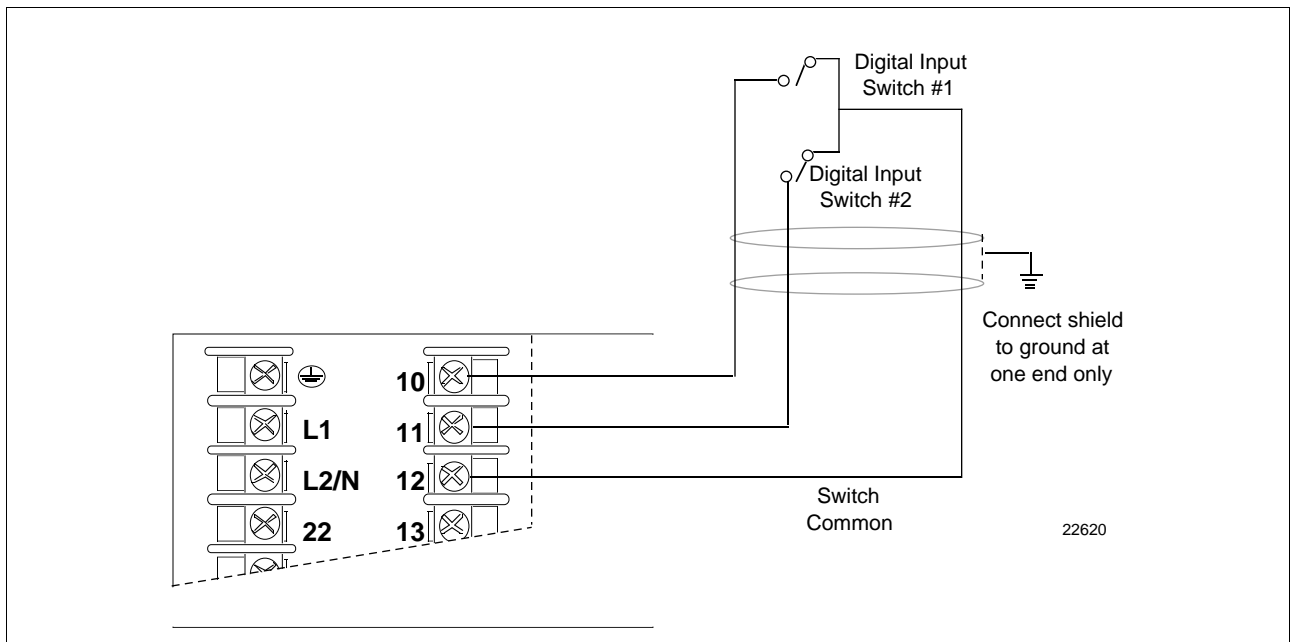 Digital Input
Switch #1
Digital Input
Switch #2
Connect shield
to ground at
one end only
10
L1
11
L2/N
12
22
13
Switch
Common
22620